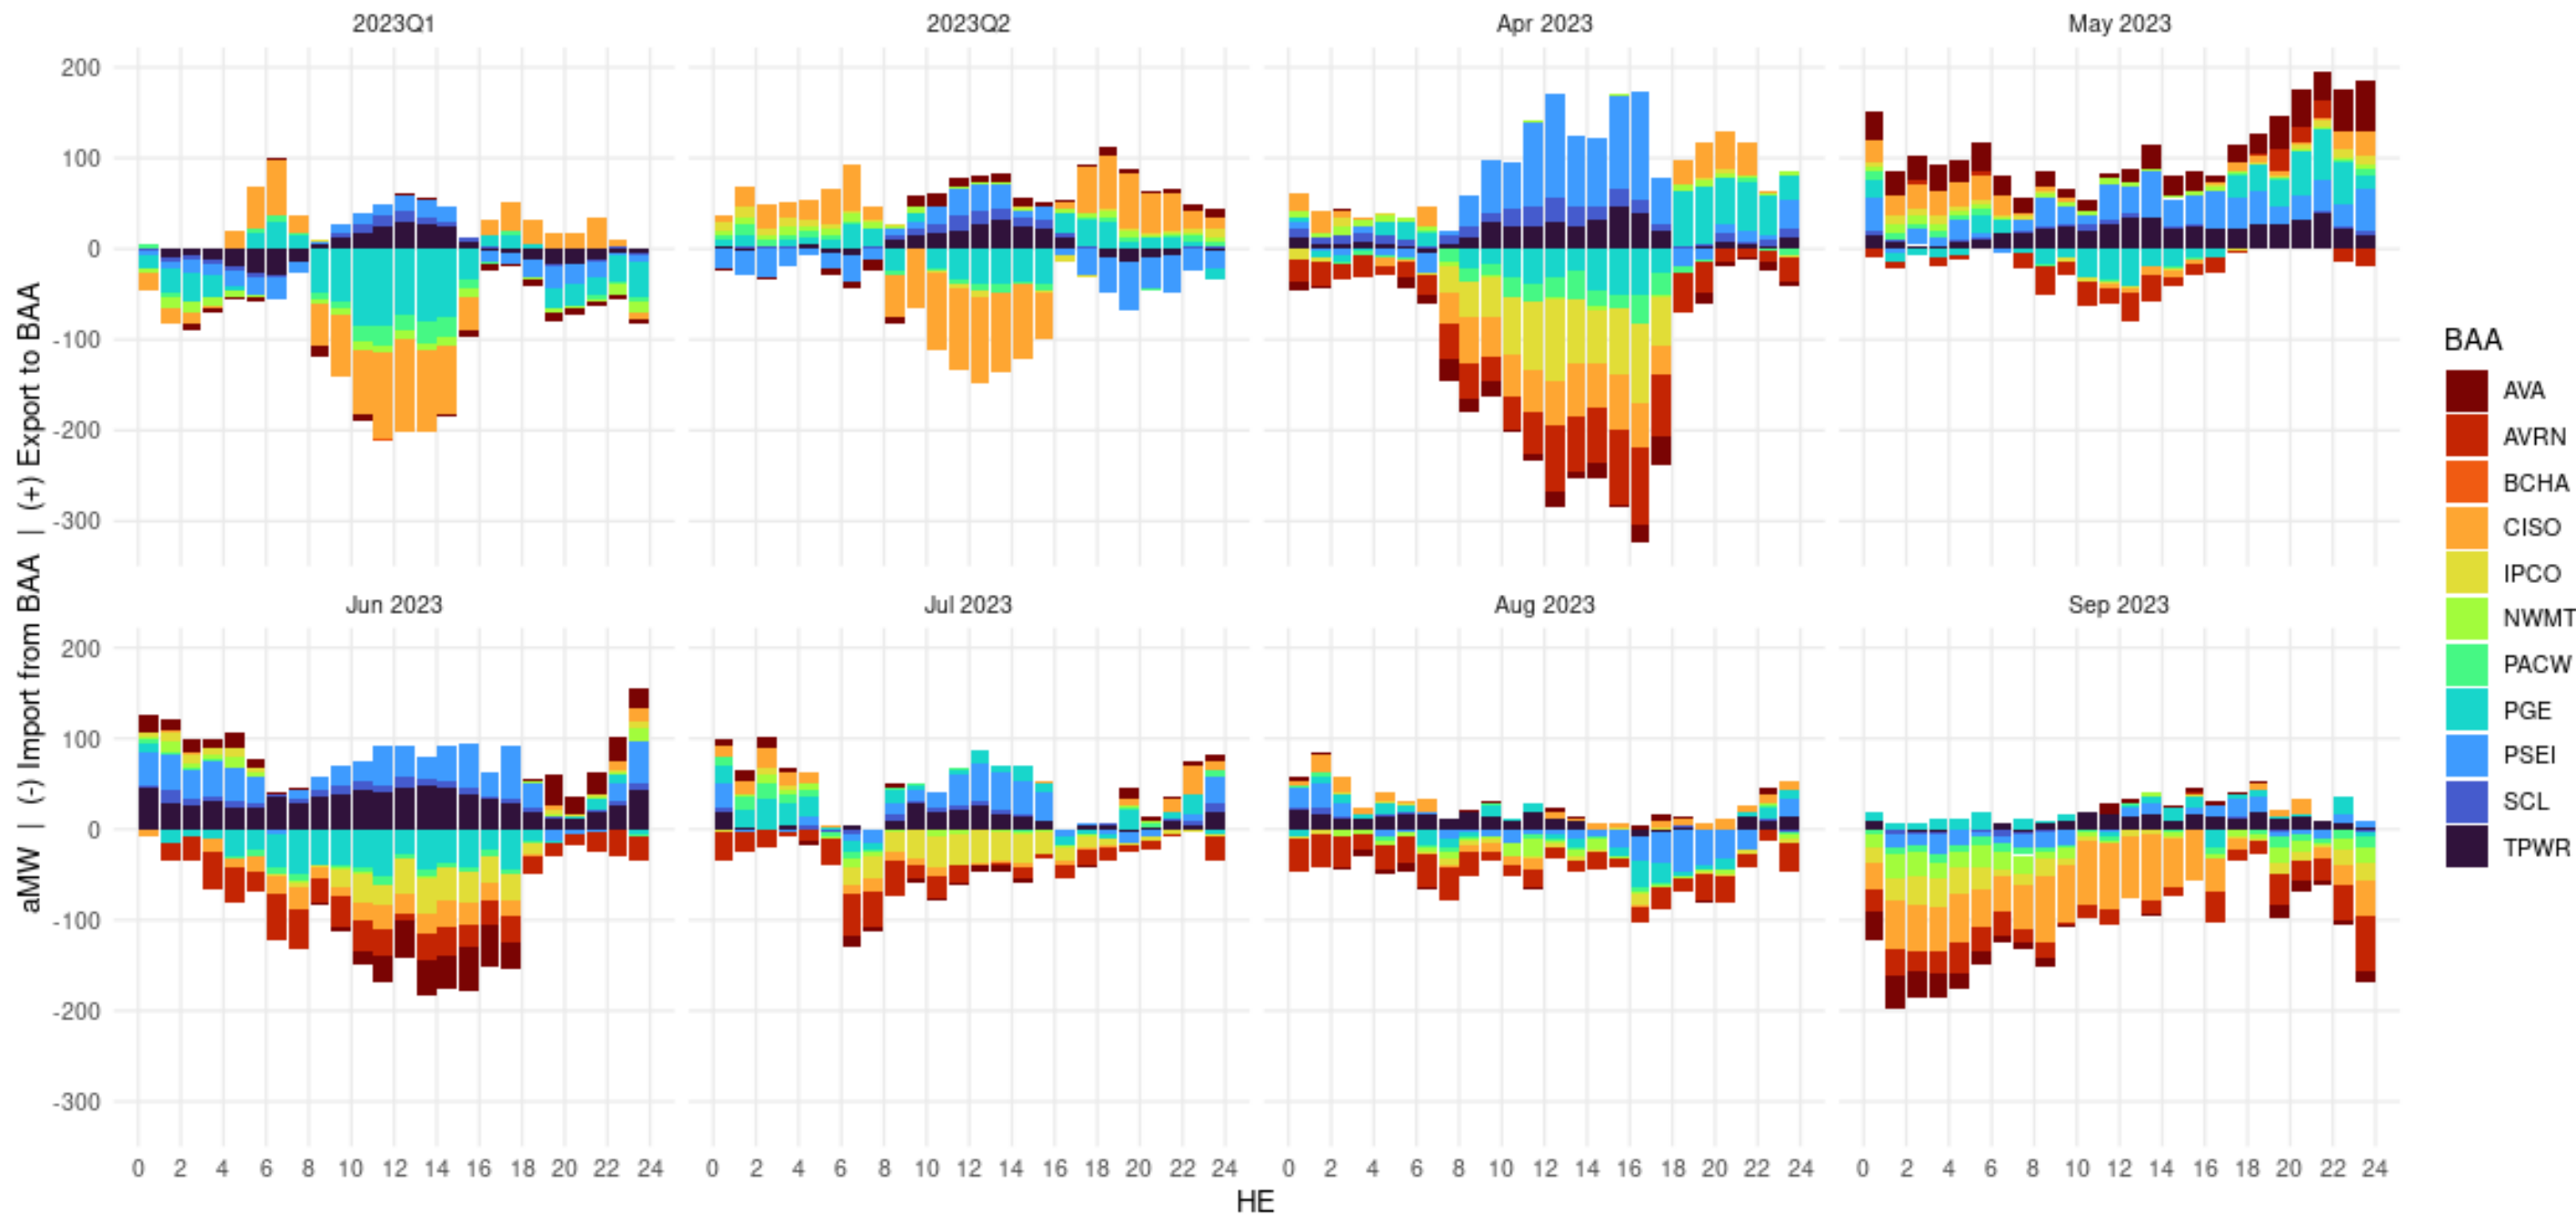 2023Q1 2023Q2 Apr 2023 May 2023
200
100
0
-100
-200
-300
Jun 2023 Jul 2023 Aug 2023 Sep 2023
200
100
0
-100
-200
-300
0 2 4 6 8 10 12 14 16 18 20 22 24 0 2 4 6 8 10 12 14 16 18 20 22 24 0 2 4 6 8 10 12 14 16 18 20 22 24 0 2 4 6 8 10 12 14 16 18 20 22 24
HE
aMW | (-) Import from BAA | (+) Export to BAA
BAA
AVA
AVRN
BCHA
CISO
IPCO
NWMT
PACW
PGE
PSEI
SCL
TPWR